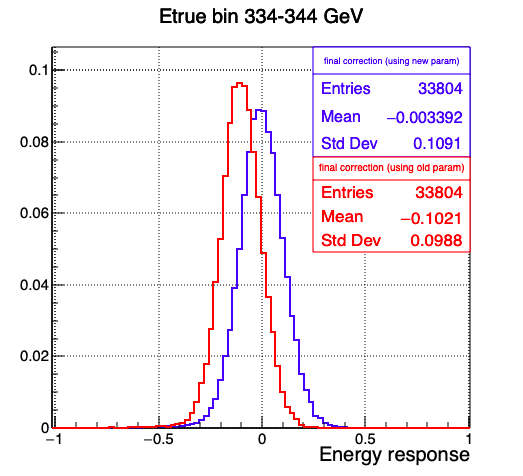 Etrue bin 334-344 GeV
final correction (using new param)
Entries 33804
Mean −0.003392
Std Dev 0.1091
final correction (using old param)
Entries 33804
Mean −0.1021
Std Dev 0.0988
0.1
0.08
0.06
0.04
0.02
0
−1 −0.5 0 0.5 1
Energy response